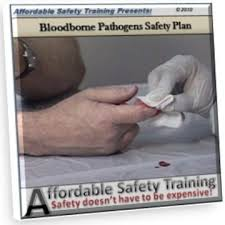 Affordable Safety Training Presents:
© 2010
Bloodborne Pathogens Safety Plan
Affordable Safety Training
Safety doesn't have to be expensive!